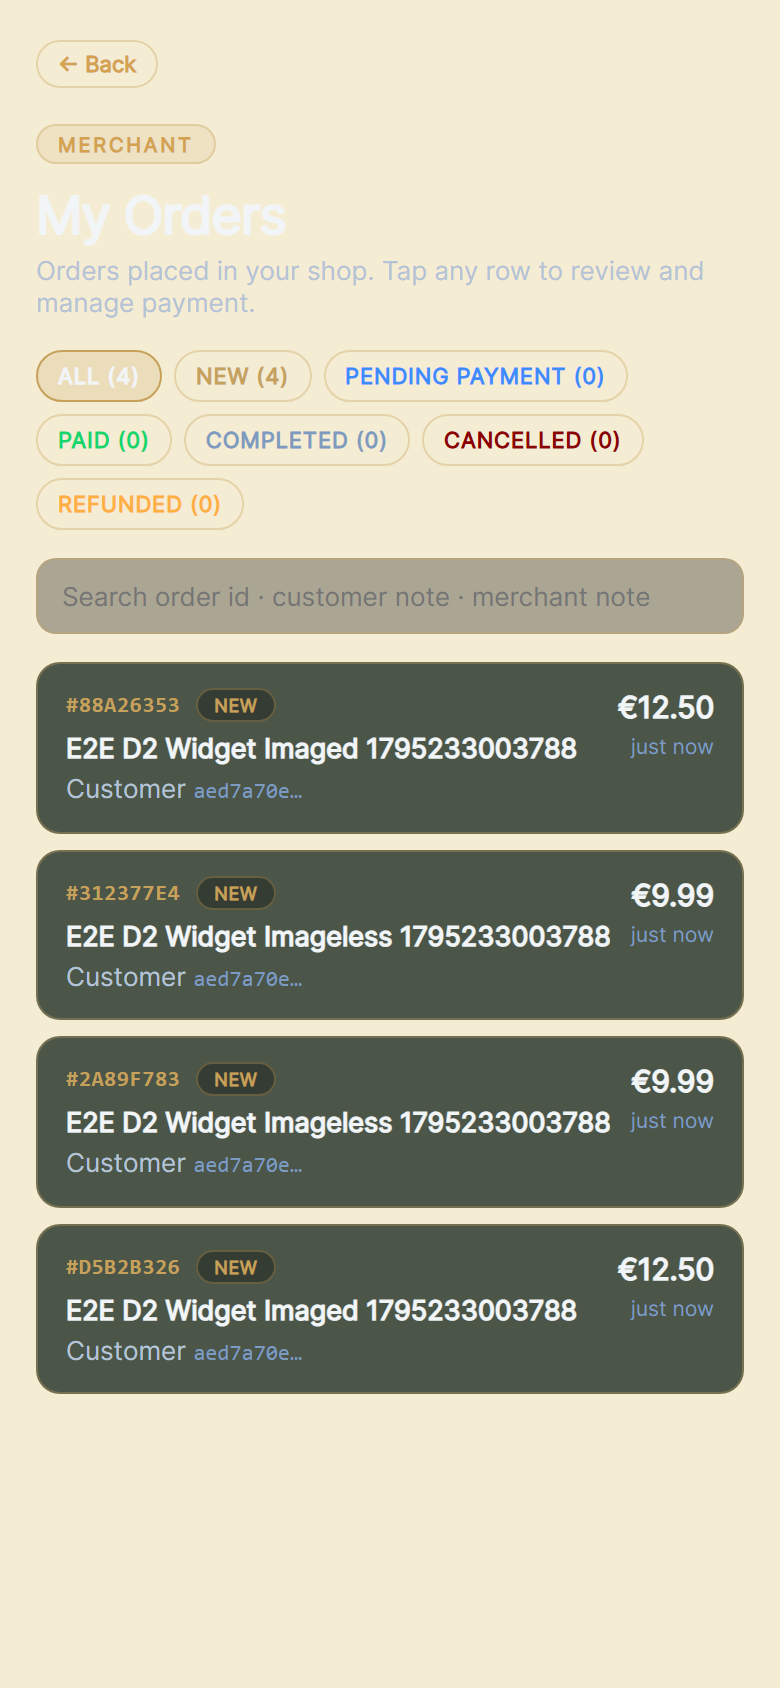 ← Back
MERCHANT
My Orders
Orders placed in your shop. Tap any row to review and
manage payment.
ALL (4) NEW (4) PENDING PAYMENT (0)
PAID (0) COMPLETED (0) CANCELLED (0)
REFUNDED (0)
Search order id · customer note · merchant note
#88A26353 NEW €12.50
E2E D2 Widget Imaged 1795233003788 just now
Customer aed7a70e…
#312377E4 NEW €9.99
E2E D2 Widget Imageless 1795233003788 just now
Customer aed7a70e…
#2A89F783 NEW €9.99
E2E D2 Widget Imageless 1795233003788 just now
Customer aed7a70e…
#D5B2B326 NEW €12.50
E2E D2 Widget Imaged 1795233003788 just now
Customer aed7a70e…